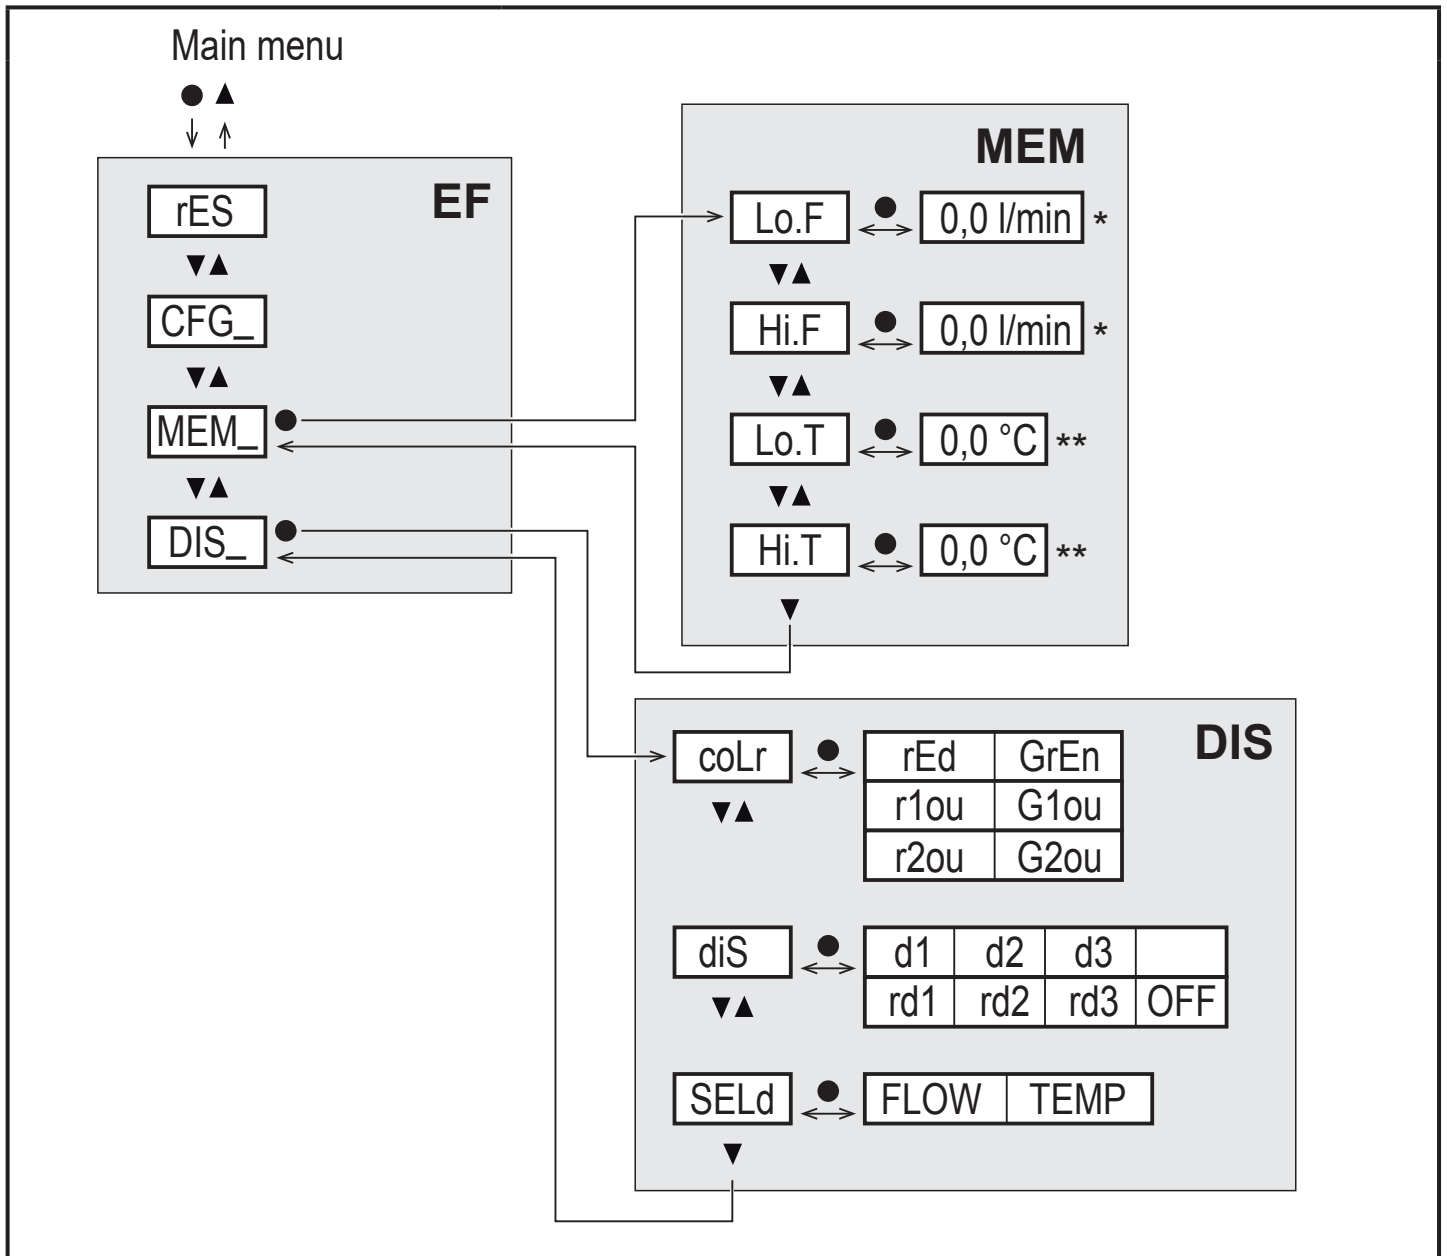 Main menu
EF
rES
CFG_
MEM_
DIS_
MEM
Lo.F 0,0 l/min *
Hi.F 0,0 l/min *
Lo.T 0,0 °C **
Hi.T 0,0 °C **
DIS
coLr rEd GrEn
r1ou G1ou
r2ou G2ou
diS d1 d2 d3
rd1 rd2 rd3 OFF
SELd FLOW TEMP